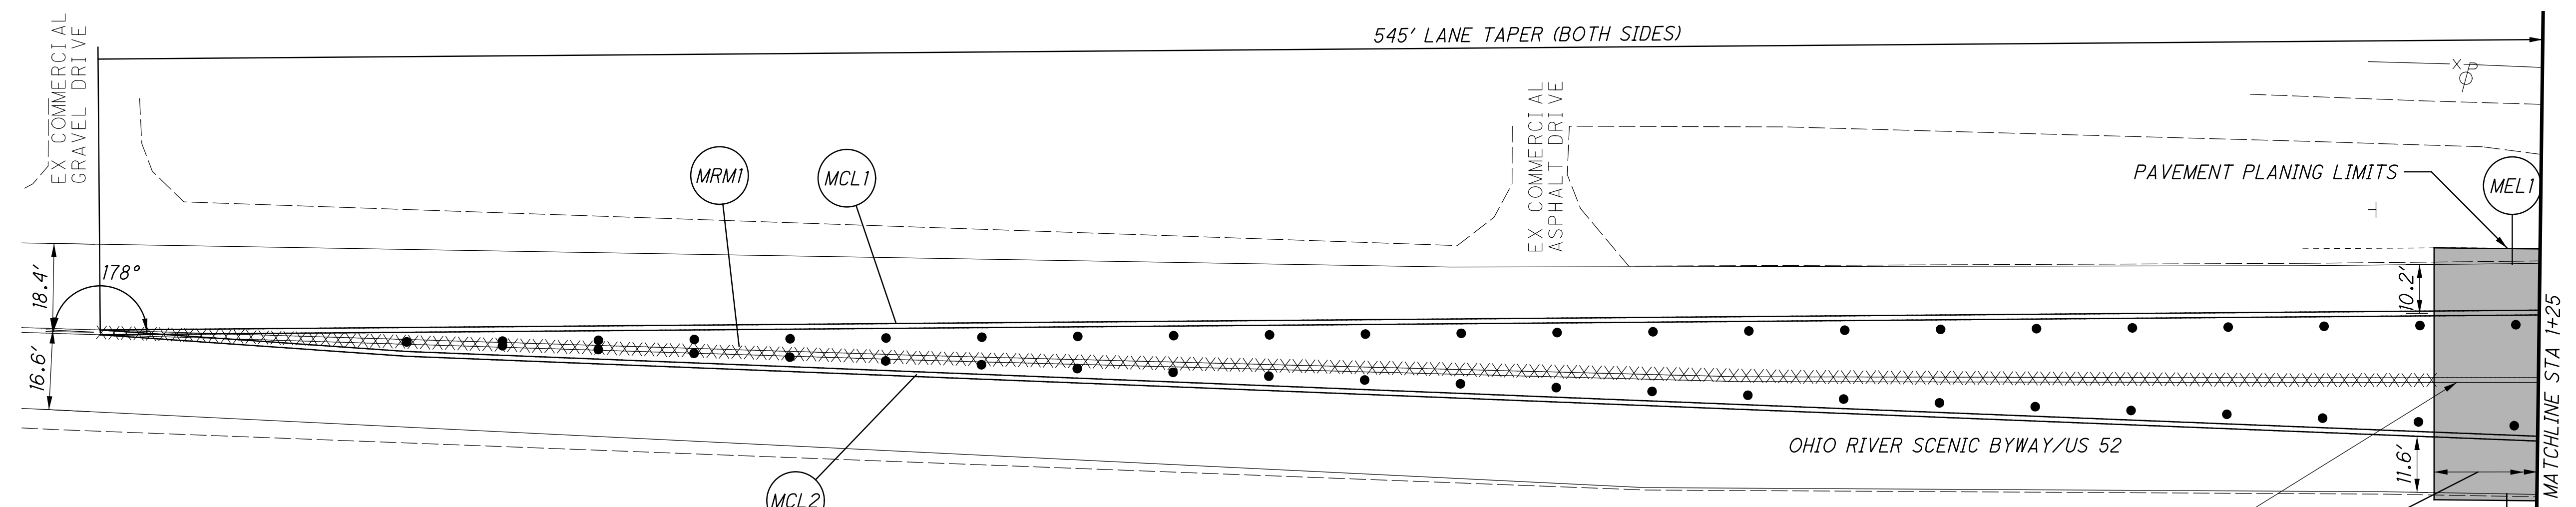 545' LANE TAPER (BOTH SIDES)
EX COMMERCIAL
GRAVEL DRIVE
EX COMMERCIAL
ASPHALT DRIVE
P
MRM1
MCL1
PAVEMENT PLANING LIMITS
MEL1
18.4'
178°
10.2'
16.6'
MATCHLINE STA 1+25
OHIO RIVER SCENIC BYWAY/US 52
11.6'
MCL2